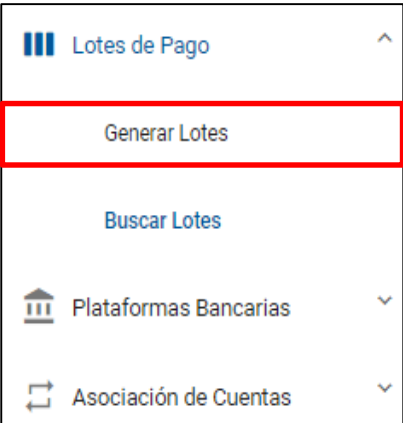 Lotes de Pago
Generar Lotes
Buscar Lotes
Plataformas Bancarias
Asociación de Cuentas